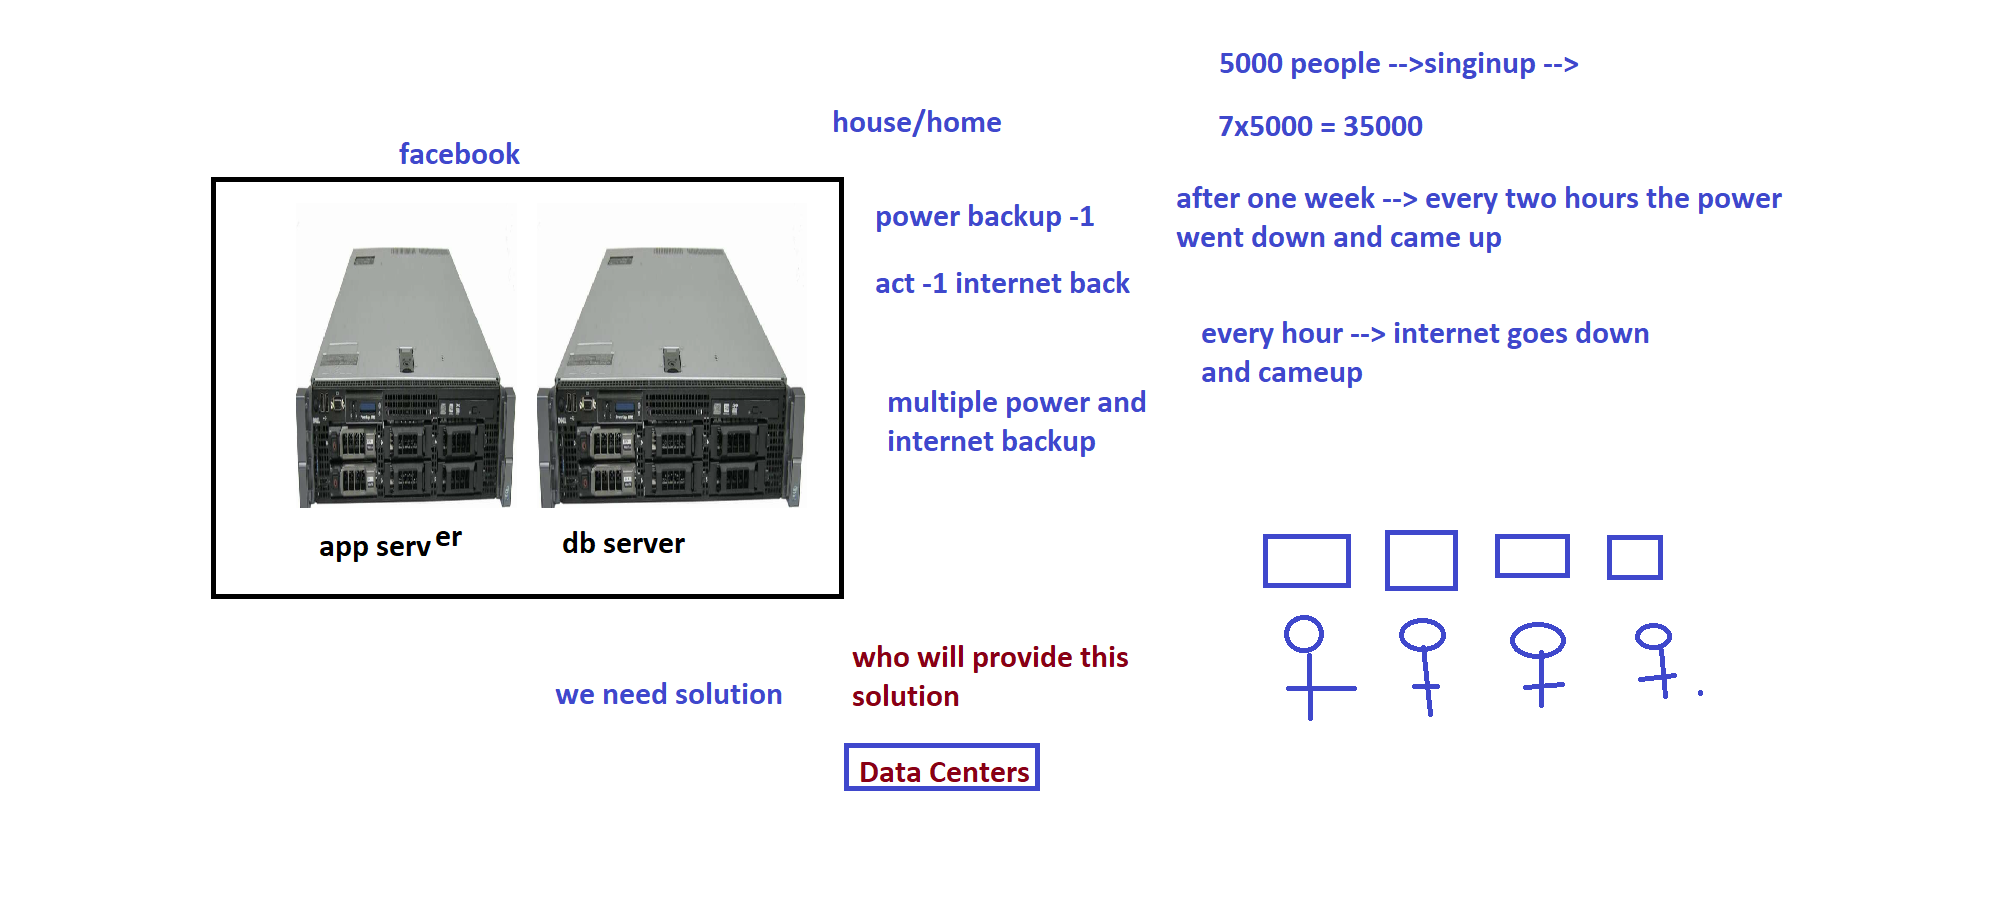 5000 people -->singinup -->
house/home
7x5000 = 35000
facebook
power backup -1
after one week --> every two hours the power
went down and came up
act -1 internet back
every hour --> internet goes down
and cameup
multiple power and
internet backup
app server
db server
who will provide this
solution
we need solution
Data Centers